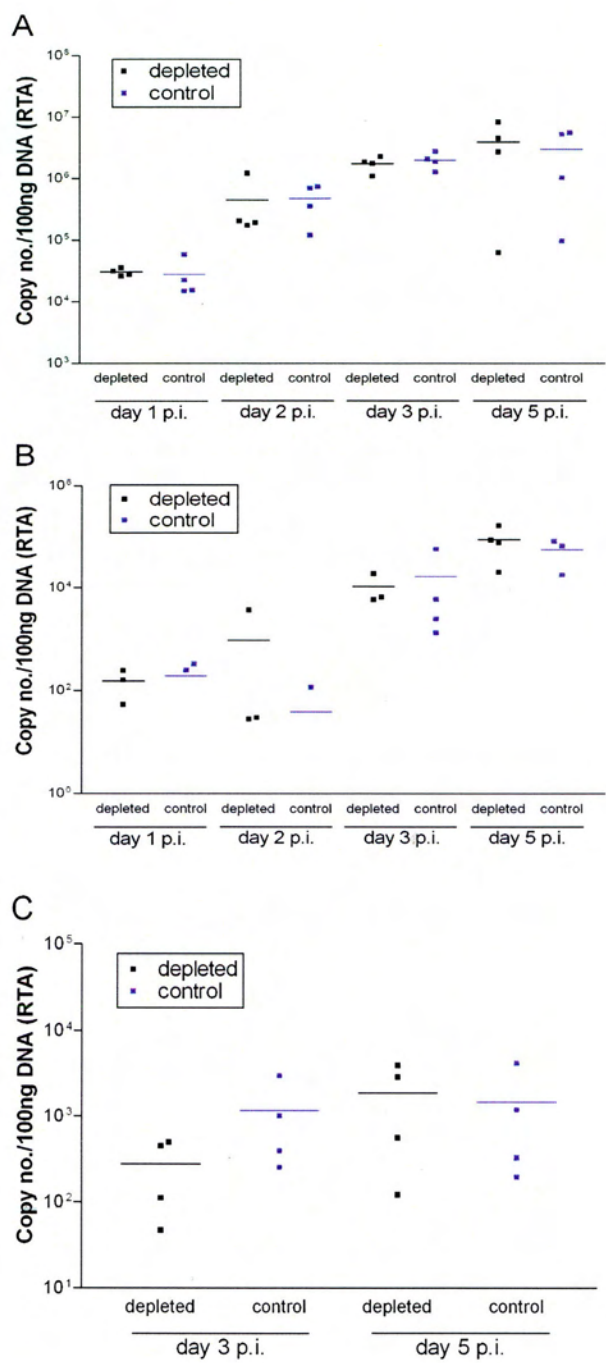 A
Copy no./100ng DNA (RTA)
10⁸
10⁷
10⁶
10⁵
10⁴
10³
depleted
control
depleted control depleted control depleted control depleted control
day 1 p.i. day 2 p.i. day 3 p.i. day 5 p.i.
B
Copy no./100ng DNA (RTA)
10⁶
10⁴
10²
10⁰
depleted
control
depleted control depleted control depleted control depleted control
day 1 p.i. day 2 p.i. day 3 p.i. day 5 p.i.
C
Copy no./100ng DNA (RTA)
10⁵
10⁴
10³
10²
10¹
depleted
control
depleted control depleted control
day 3 p.i. day 5 p.i.